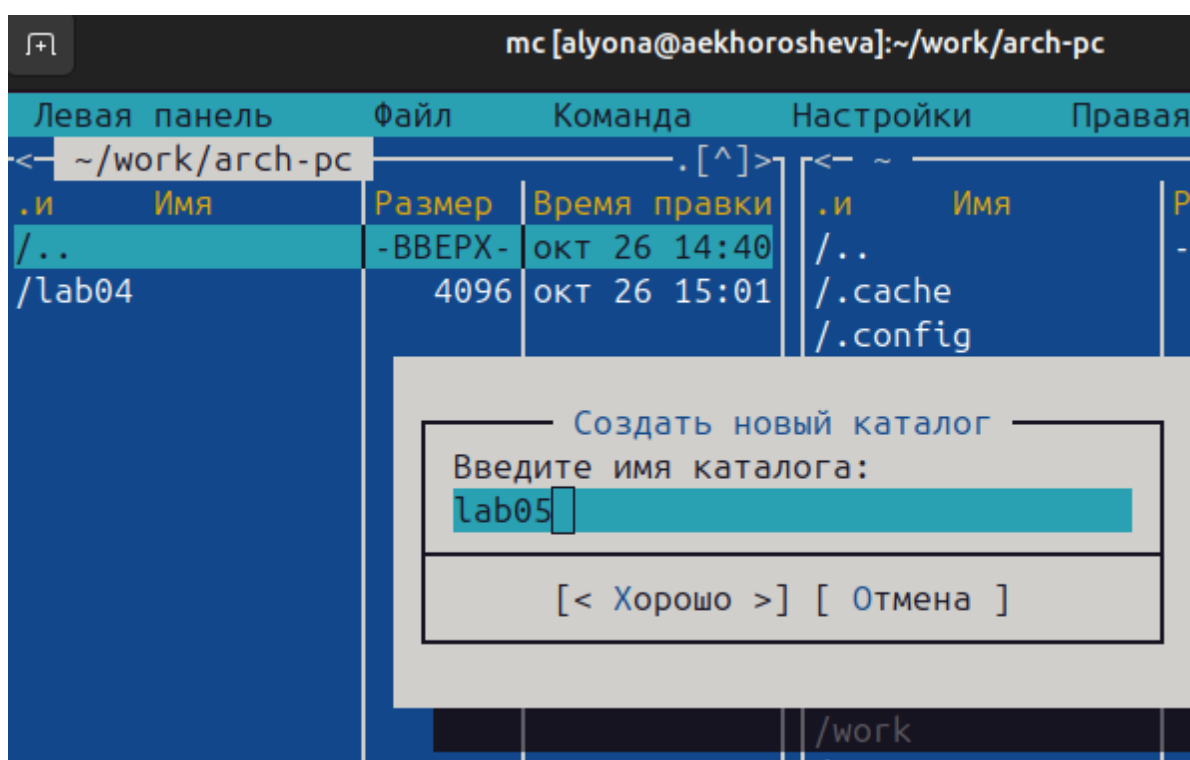 mc [alyona@aekhorosheva]:~/work/arch-pc
Левая панель Файл Команда Настройки Правая
<— ~/work/arch-pc .[^]> <— ~
.и Имя Размер Время правки .и Имя Р
/.. -ВВЕРХ- окт 26 14:40 /.. -
/lab04 4096 окт 26 15:01 /.cache
/.config
Создать новый каталог
Введите имя каталога:
lab05
[< Хорошо >] [ Отмена ]
/work